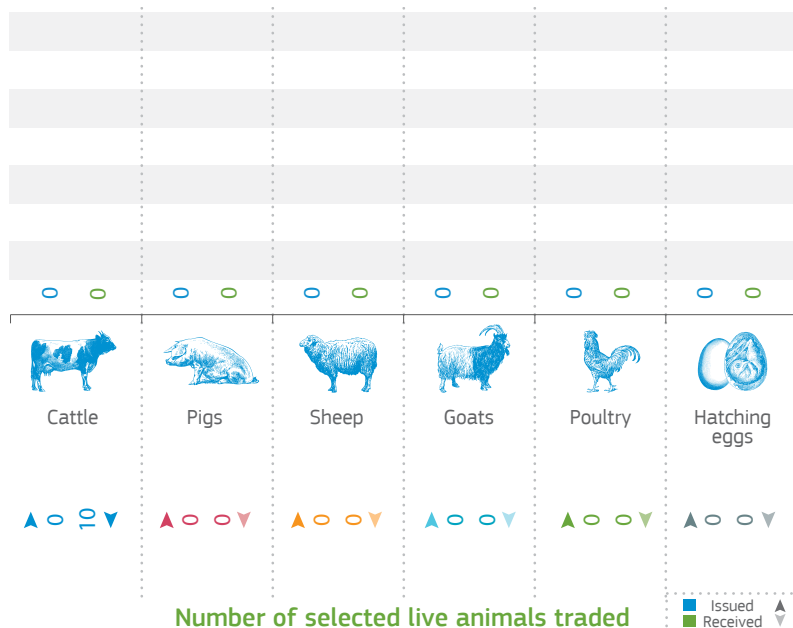 0 0 0 0 0 0 0 0 0 0 0 0
Cattle Pigs Sheep Goats Poultry Hatching
eggs
0 10 0 0 0 0 0 0 0 0 0 0
Number of selected live animals traded
Issued
Received